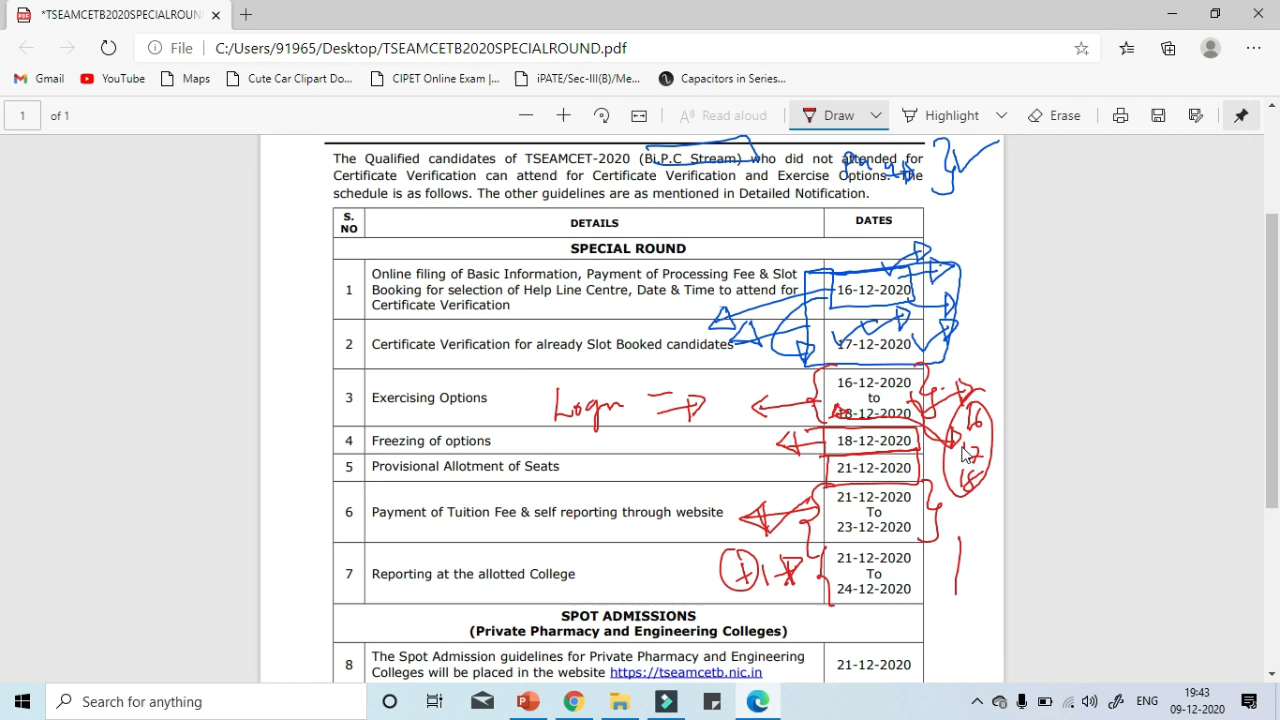 *TSEAMCETB2020SPECIALROUND
File
C:/Users/91965/Desktop/TSEAMCETB2020SPECIALROUND.pdf
Gmail
YouTube
Maps
Cute Car Clipart Do...
CIPET Online Exam |...
iPATE/Sec-III(B)/Me...
Capacitors in Series...
1
of 1
Read aloud
Draw
Highlight
Erase
The Qualified candidates of TSEAMCET-2020 (Bi.P.C Stream) who did not attended for
Certificate Verification can attend for Certificate Verification and Exercise Options. The
schedule is as follows. The other guidelines are as mentioned in Detailed Notification.
S. NO
DETAILS
DATES
SPECIAL ROUND
1
Online filing of Basic Information, Payment of Processing Fee & Slot
Booking for selection of Help Line Centre, Date & Time to attend for
Certificate Verification
16-12-2020
2
Certificate Verification for already Slot Booked candidates
17-12-2020
3
Exercising Options
Login
16-12-2020
to
18-12-2020
16
17
18
4
Freezing of options
18-12-2020
5
Provisional Allotment of Seats
21-12-2020
6
Payment of Tuition Fee & self reporting through website
21-12-2020
To
23-12-2020
7
Reporting at the allotted College
21-12-2020
To
24-12-2020
SPOT ADMISSIONS
(Private Pharmacy and Engineering Colleges)
8
The Spot Admission guidelines for Private Pharmacy and Engineering
Colleges will be placed in the website https://tseamcetb.nic.in
21-12-2020
Search for anything
ENG
19:43
09-12-2020